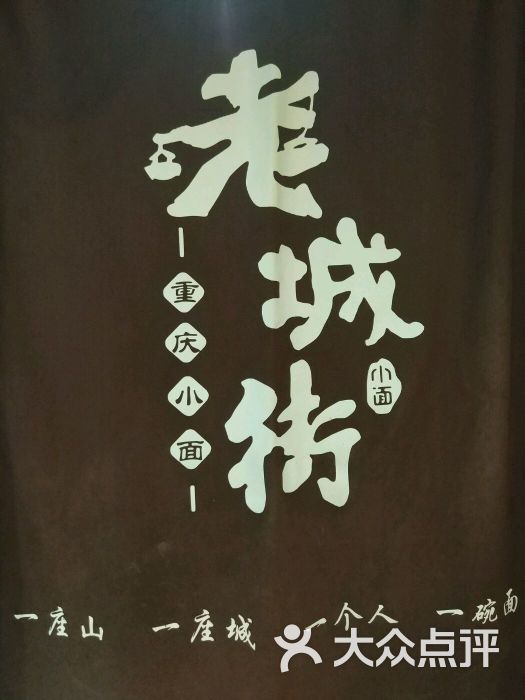 老城街
小面
重庆小面
一座山 一座城 一个人 一碗面
大众点评